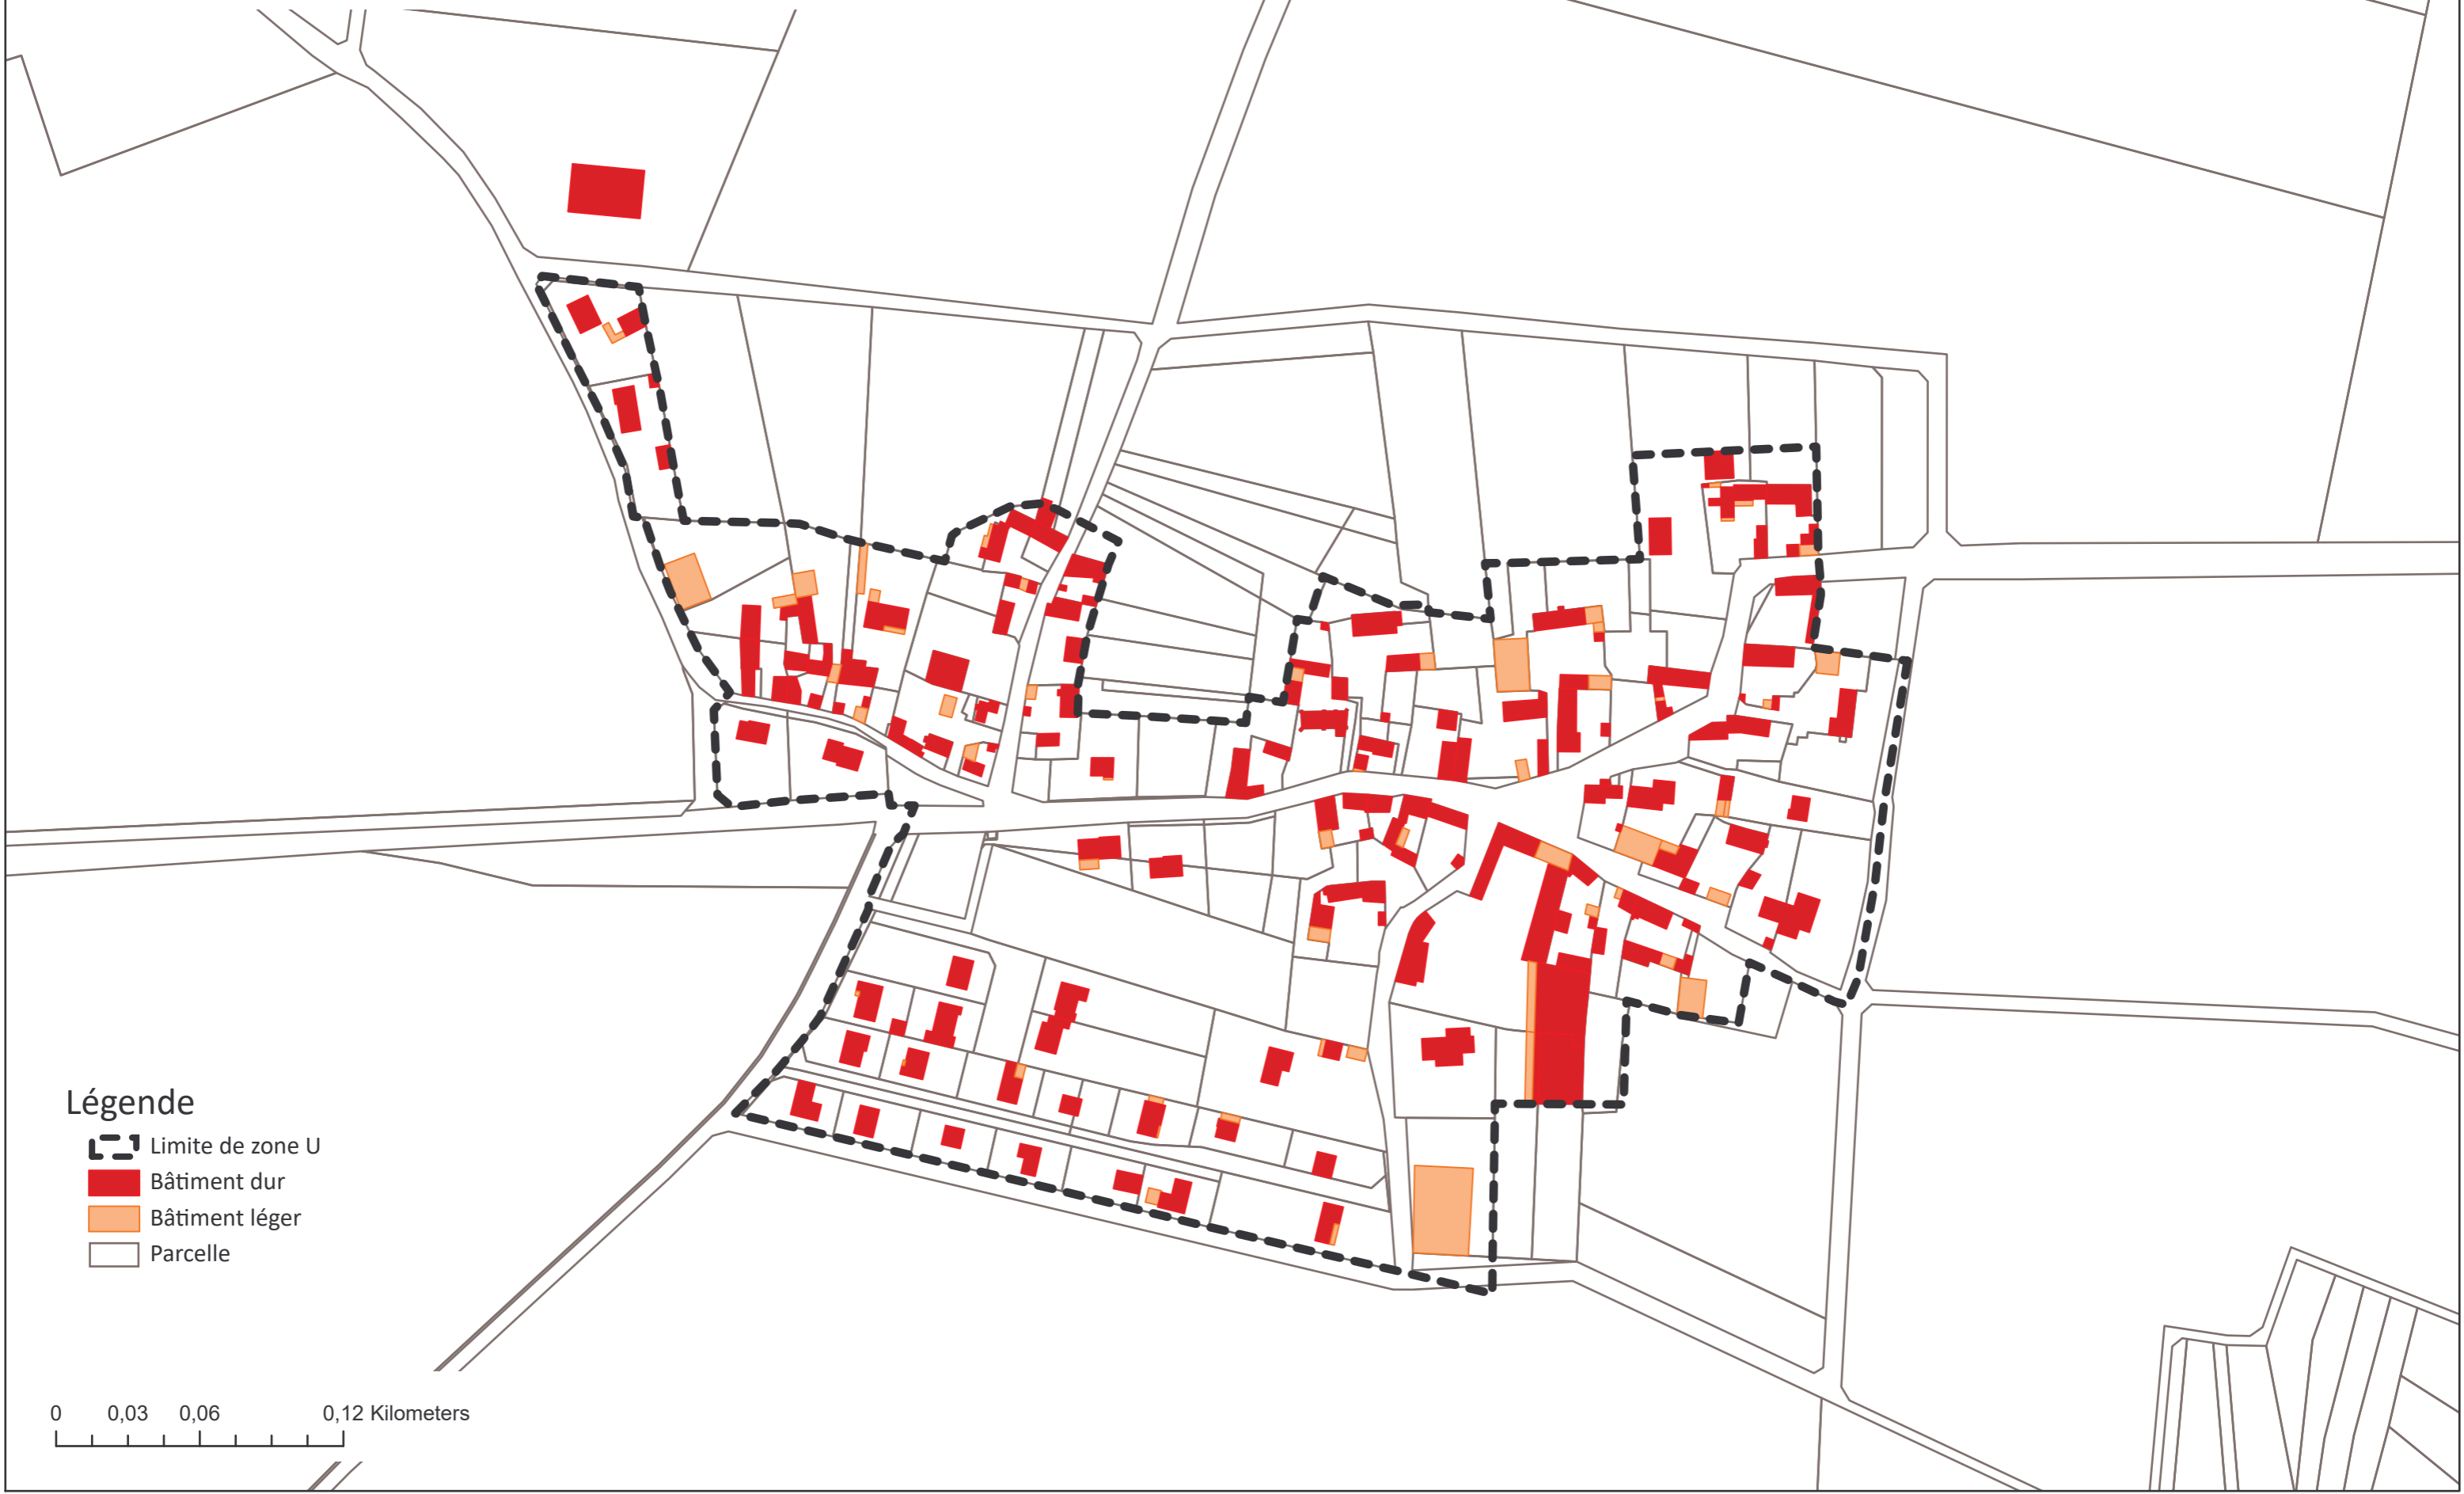 Légende
Limite de zone U
Bâtiment dur
Bâtiment léger
Parcelle
0 0,03 0,06 0,12 Kilometers